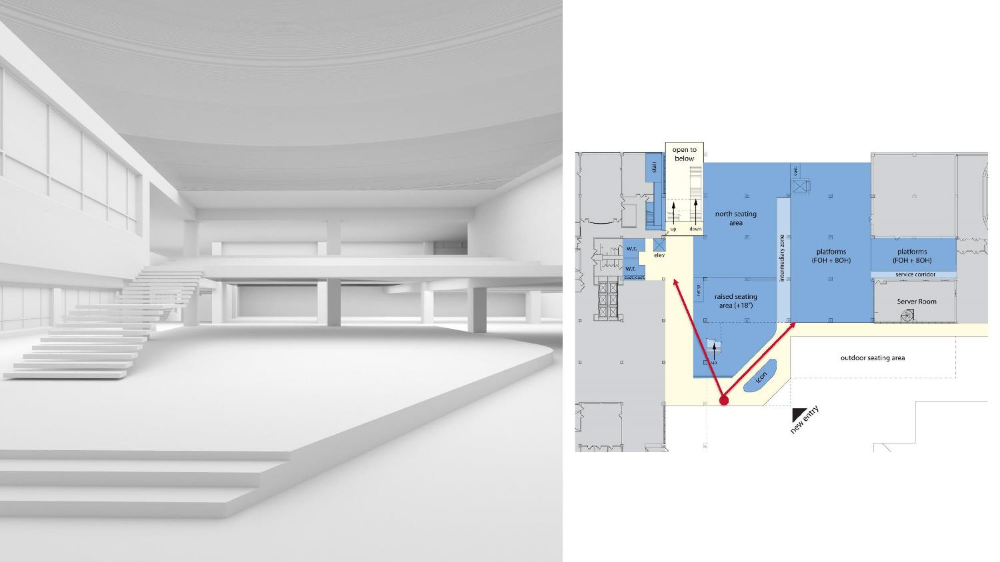 open to
below
stair
cust.
north seating
area
up
down
elev
w.r.
w.r.
cust.
cust.
intermediary zone
platforms
(FOH + BOH)
platforms
(FOH + BOH)
service corridor
ramp
raised seating
area (+18")
Server Room
up
icon
outdoor seating area
new entry